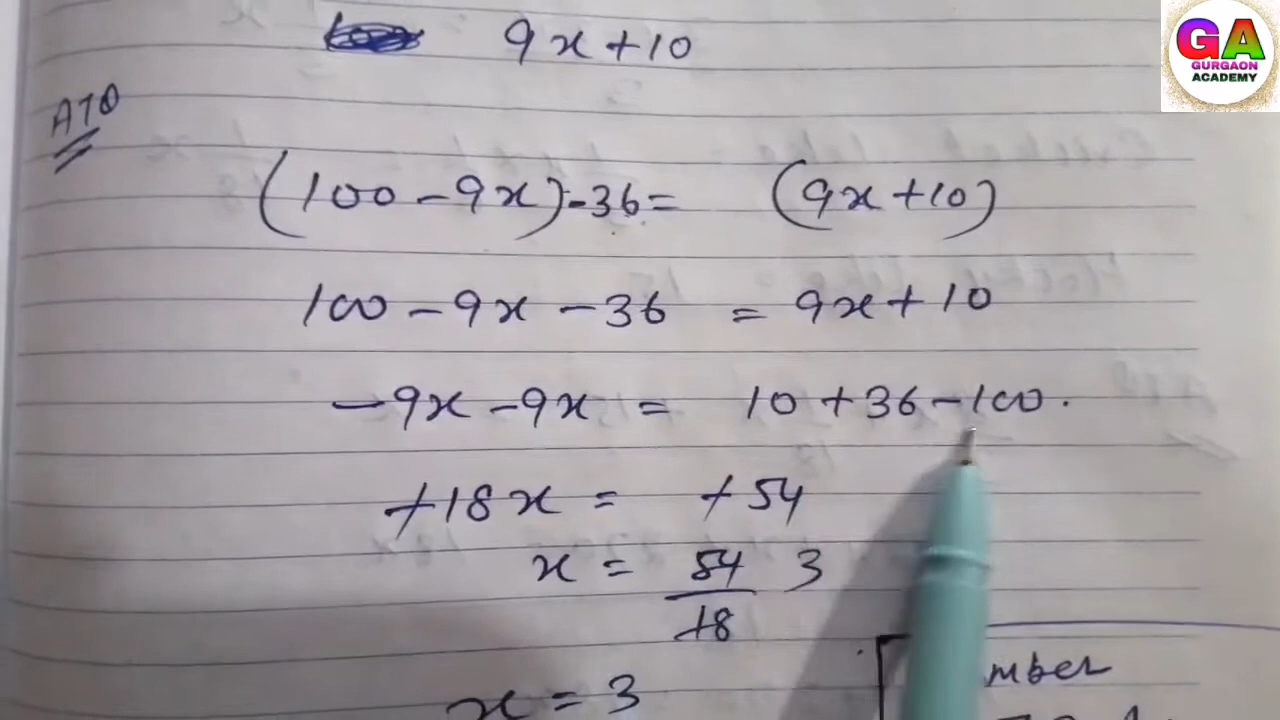 9x+10
GA
GURGAON
ACADEMY
ATQ
(100-9x)-36= (9x+10)
100-9x-36 = 9x+10
-9x-9x = 10+36-100.
+18x = +54
x = 54/18 3
x = 3
mber